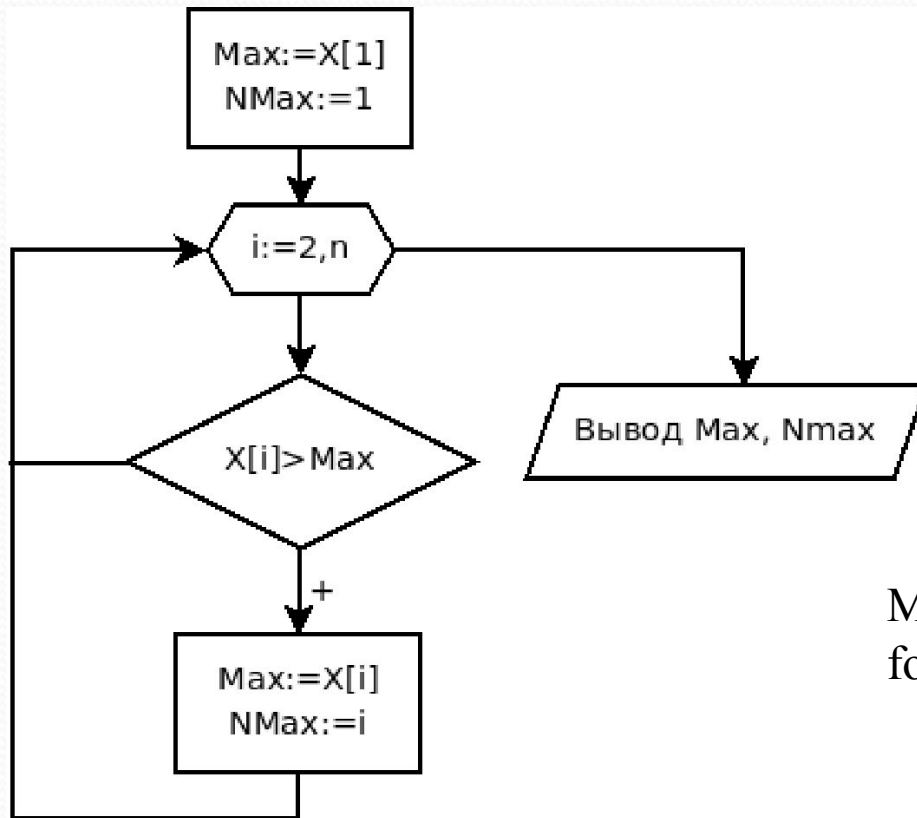 Max:=X[1]
NMax:=1
i:=2,n
X[i]>Max
Вывод Max, Nmax
+
Max:=X[i]
NMax:=i